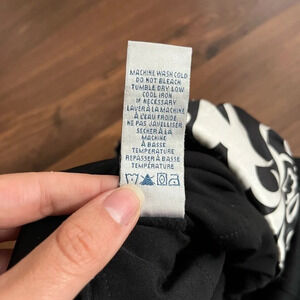 MACHINE WASH COLD
DO NOT BLEACH
TUMBLE DRY LOW
COOL IRON
IF NECESSARY
LAVER À LA MACHINE
À L'EAU FROIDE
NE PAS JAVELLISER
SÉCHER À LA
MACHINE
À BASSE
TEMPÉRATURE
REPASSER À BASSE
TEMPÉRATURE